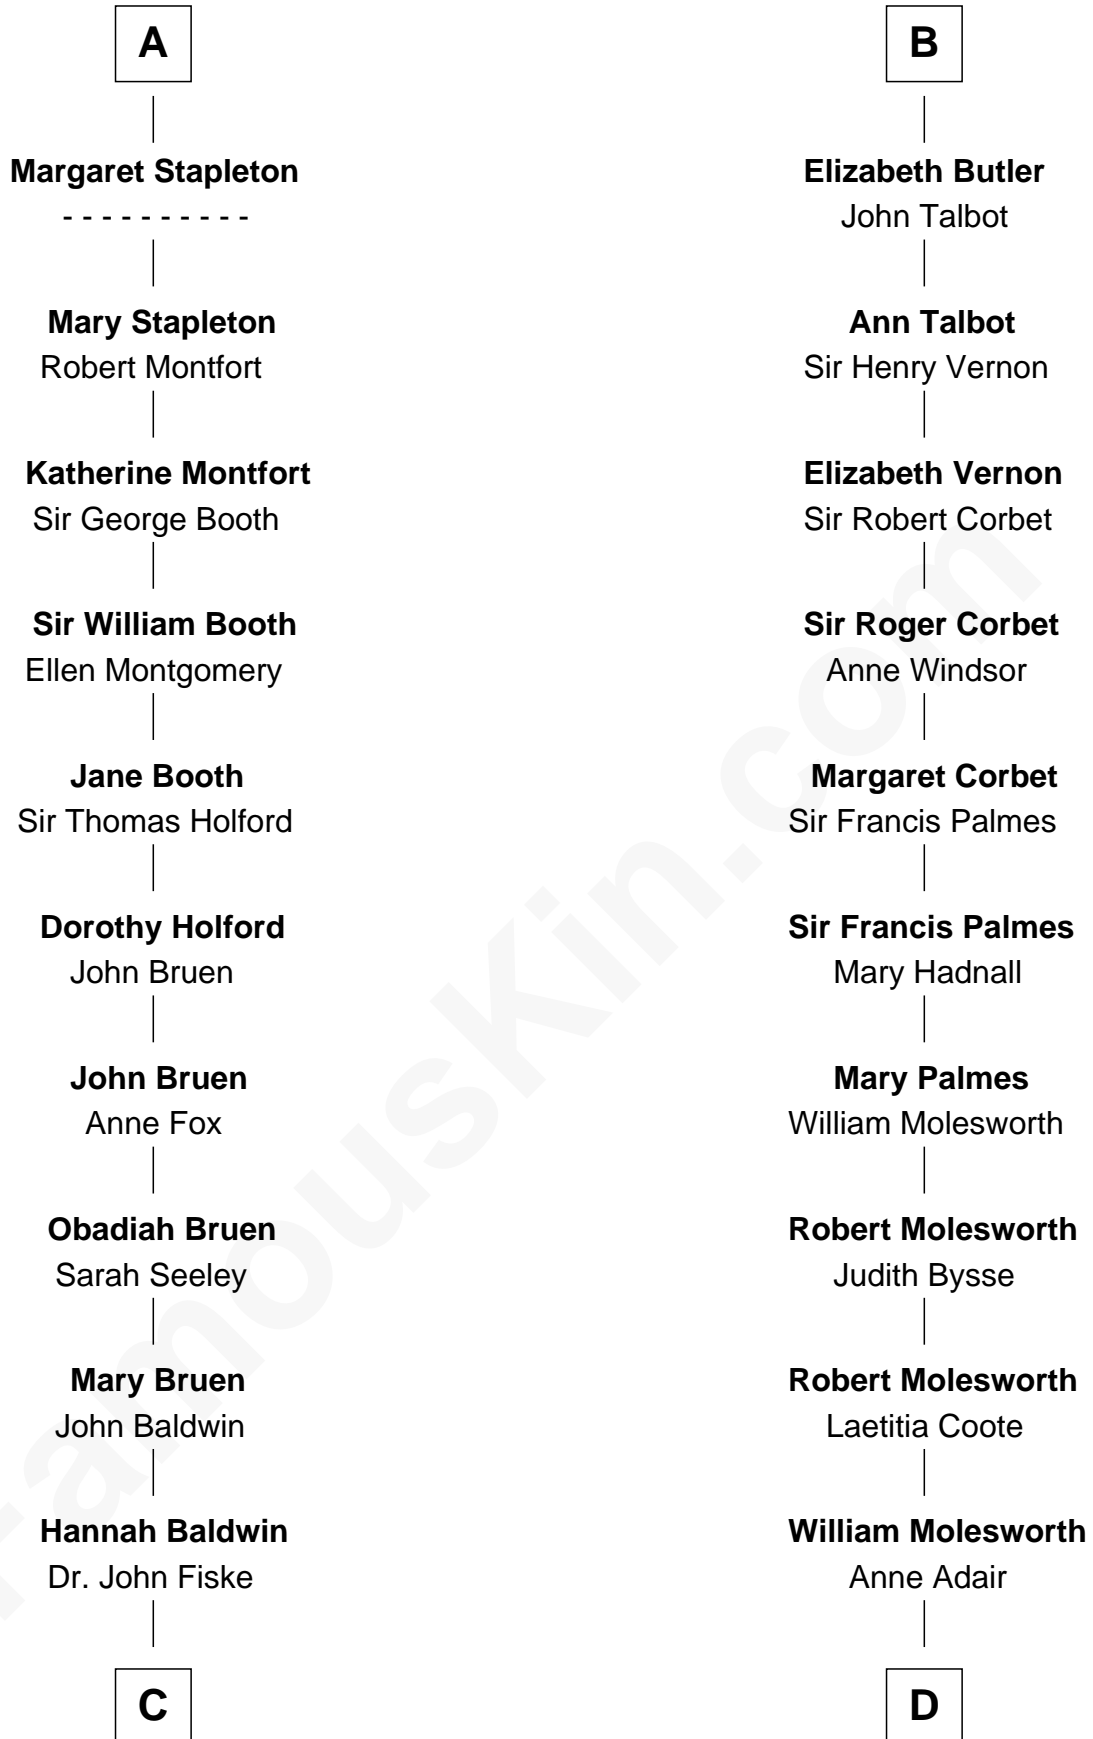 A
Margaret Stapleton
- - - - - - - - - -
Mary Stapleton
Robert Montfort
Katherine Montfort
Sir George Booth
Sir William Booth
Ellen Montgomery
Jane Booth
Sir Thomas Holford
Dorothy Holford
John Bruen
John Bruen
Anne Fox
Obadiah Bruen
Sarah Seeley
Mary Bruen
John Baldwin
Hannah Baldwin
Dr. John Fiske
C
B
Elizabeth Butler
John Talbot
Ann Talbot
Sir Henry Vernon
Elizabeth Vernon
Sir Robert Corbet
Sir Roger Corbet
Anne Windsor
Margaret Corbet
Sir Francis Palmes
Sir Francis Palmes
Mary Hadnall
Mary Palmes
William Molesworth
Robert Molesworth
Judith Bysse
Robert Molesworth
Laetitia Coote
William Molesworth
Anne Adair
D
FamousKin.com